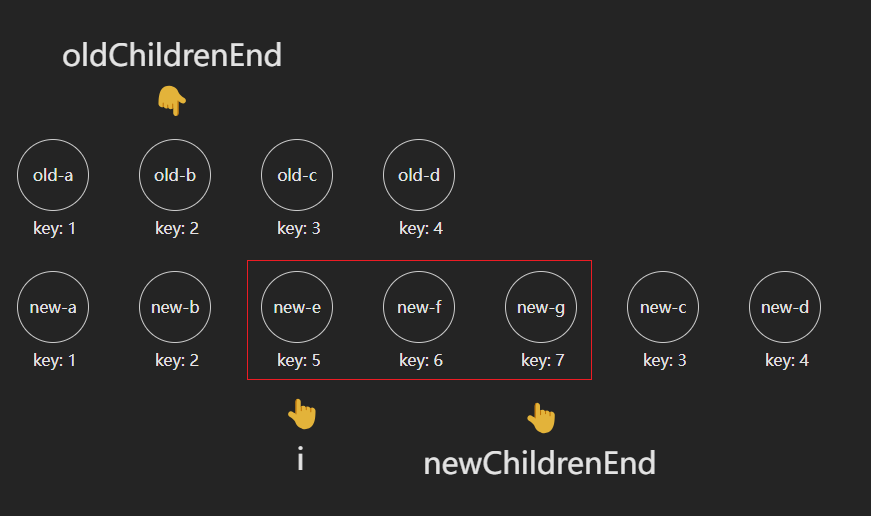 oldChildrenEnd
old-a old-b old-c old-d
key: 1 key: 2 key: 3 key: 4
new-a new-b new-e new-f new-g new-c new-d
key: 1 key: 2 key: 5 key: 6 key: 7 key: 3 key: 4
i
newChildrenEnd